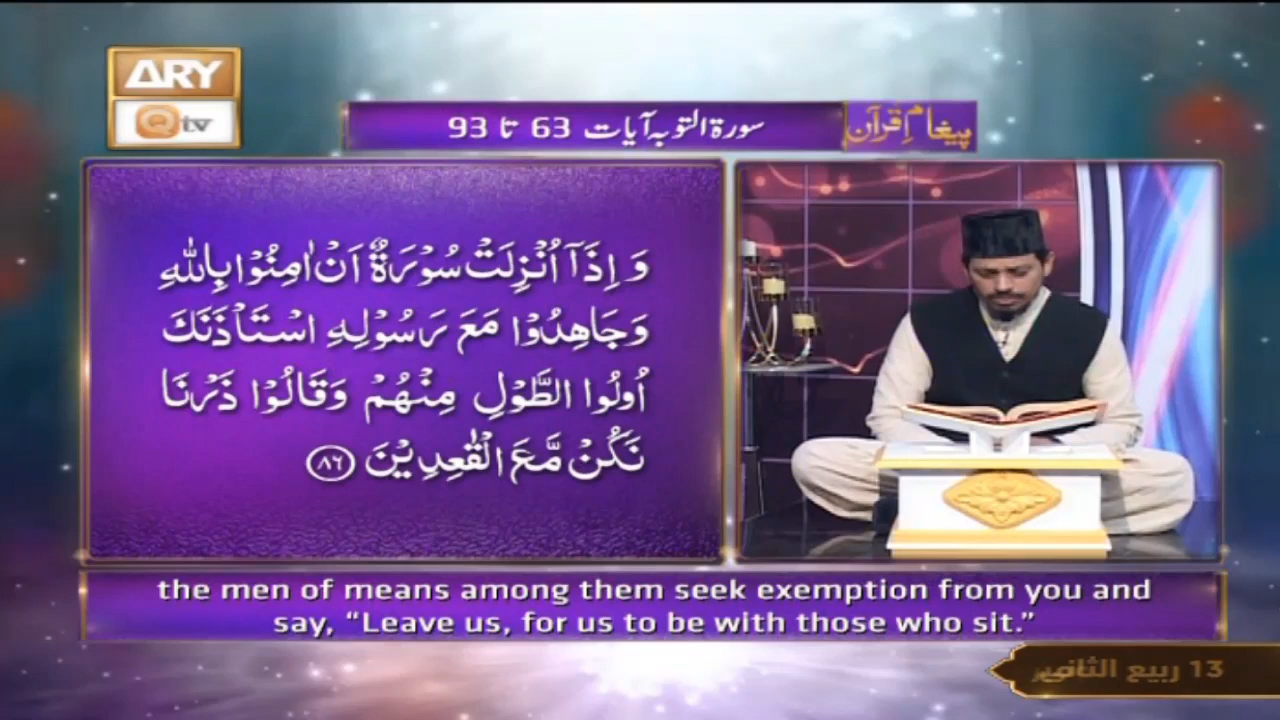 ARY
Qtv
پیغامِ قرآن
سورۃ التوبہ آیات 63 تا 93
وَ اِذَاۤ اُنْزِلَتْ سُوْرَةٌ اَنْ اٰمِنُوْا بِاللّٰهِ
وَ جَاهِدُوْا مَعَ رَسُوْلِهِ اسْتَاْذَنَكَ
اُولُوا الطَّوْلِ مِنْهُمْ وَ قَالُوْا ذَرْنَا
نَكُنْ مَّعَ الْقٰعِدِیْنَ ﴿۸۶﴾
the men of means among them seek exemption from you and
say, “Leave us, for us to be with those who sit.”
13 ربیع الثانی